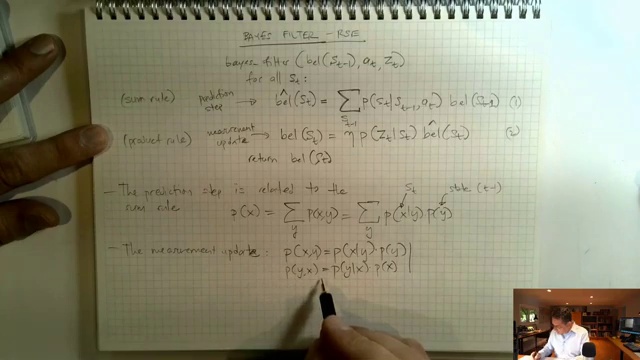 BAYES FILTER - RSE
bayes filter (bel(S_{t-1}), a_t, Z_t)
for all S_t:
(sum rule) prediction step → \hat{bel}(S_t) = \sum_{S_{t-1}} p(S_t|S_{t-1}, a_t) bel(S_{t-1}) (1)
(product rule) measurement update → bel(S_t) = η p(Z_t|S_t) \hat{bel}(S_t) (2)
return bel(S_t)
S_t state (t-1)
- The prediction step is related to the
sum rule p(x) = \sum_y p(x,y) = \sum_y p(x|y) p(y)
- The measurement update: p(x,y) = p(x|y) · p(y)
p(y,x) = p(y|x) p(x)